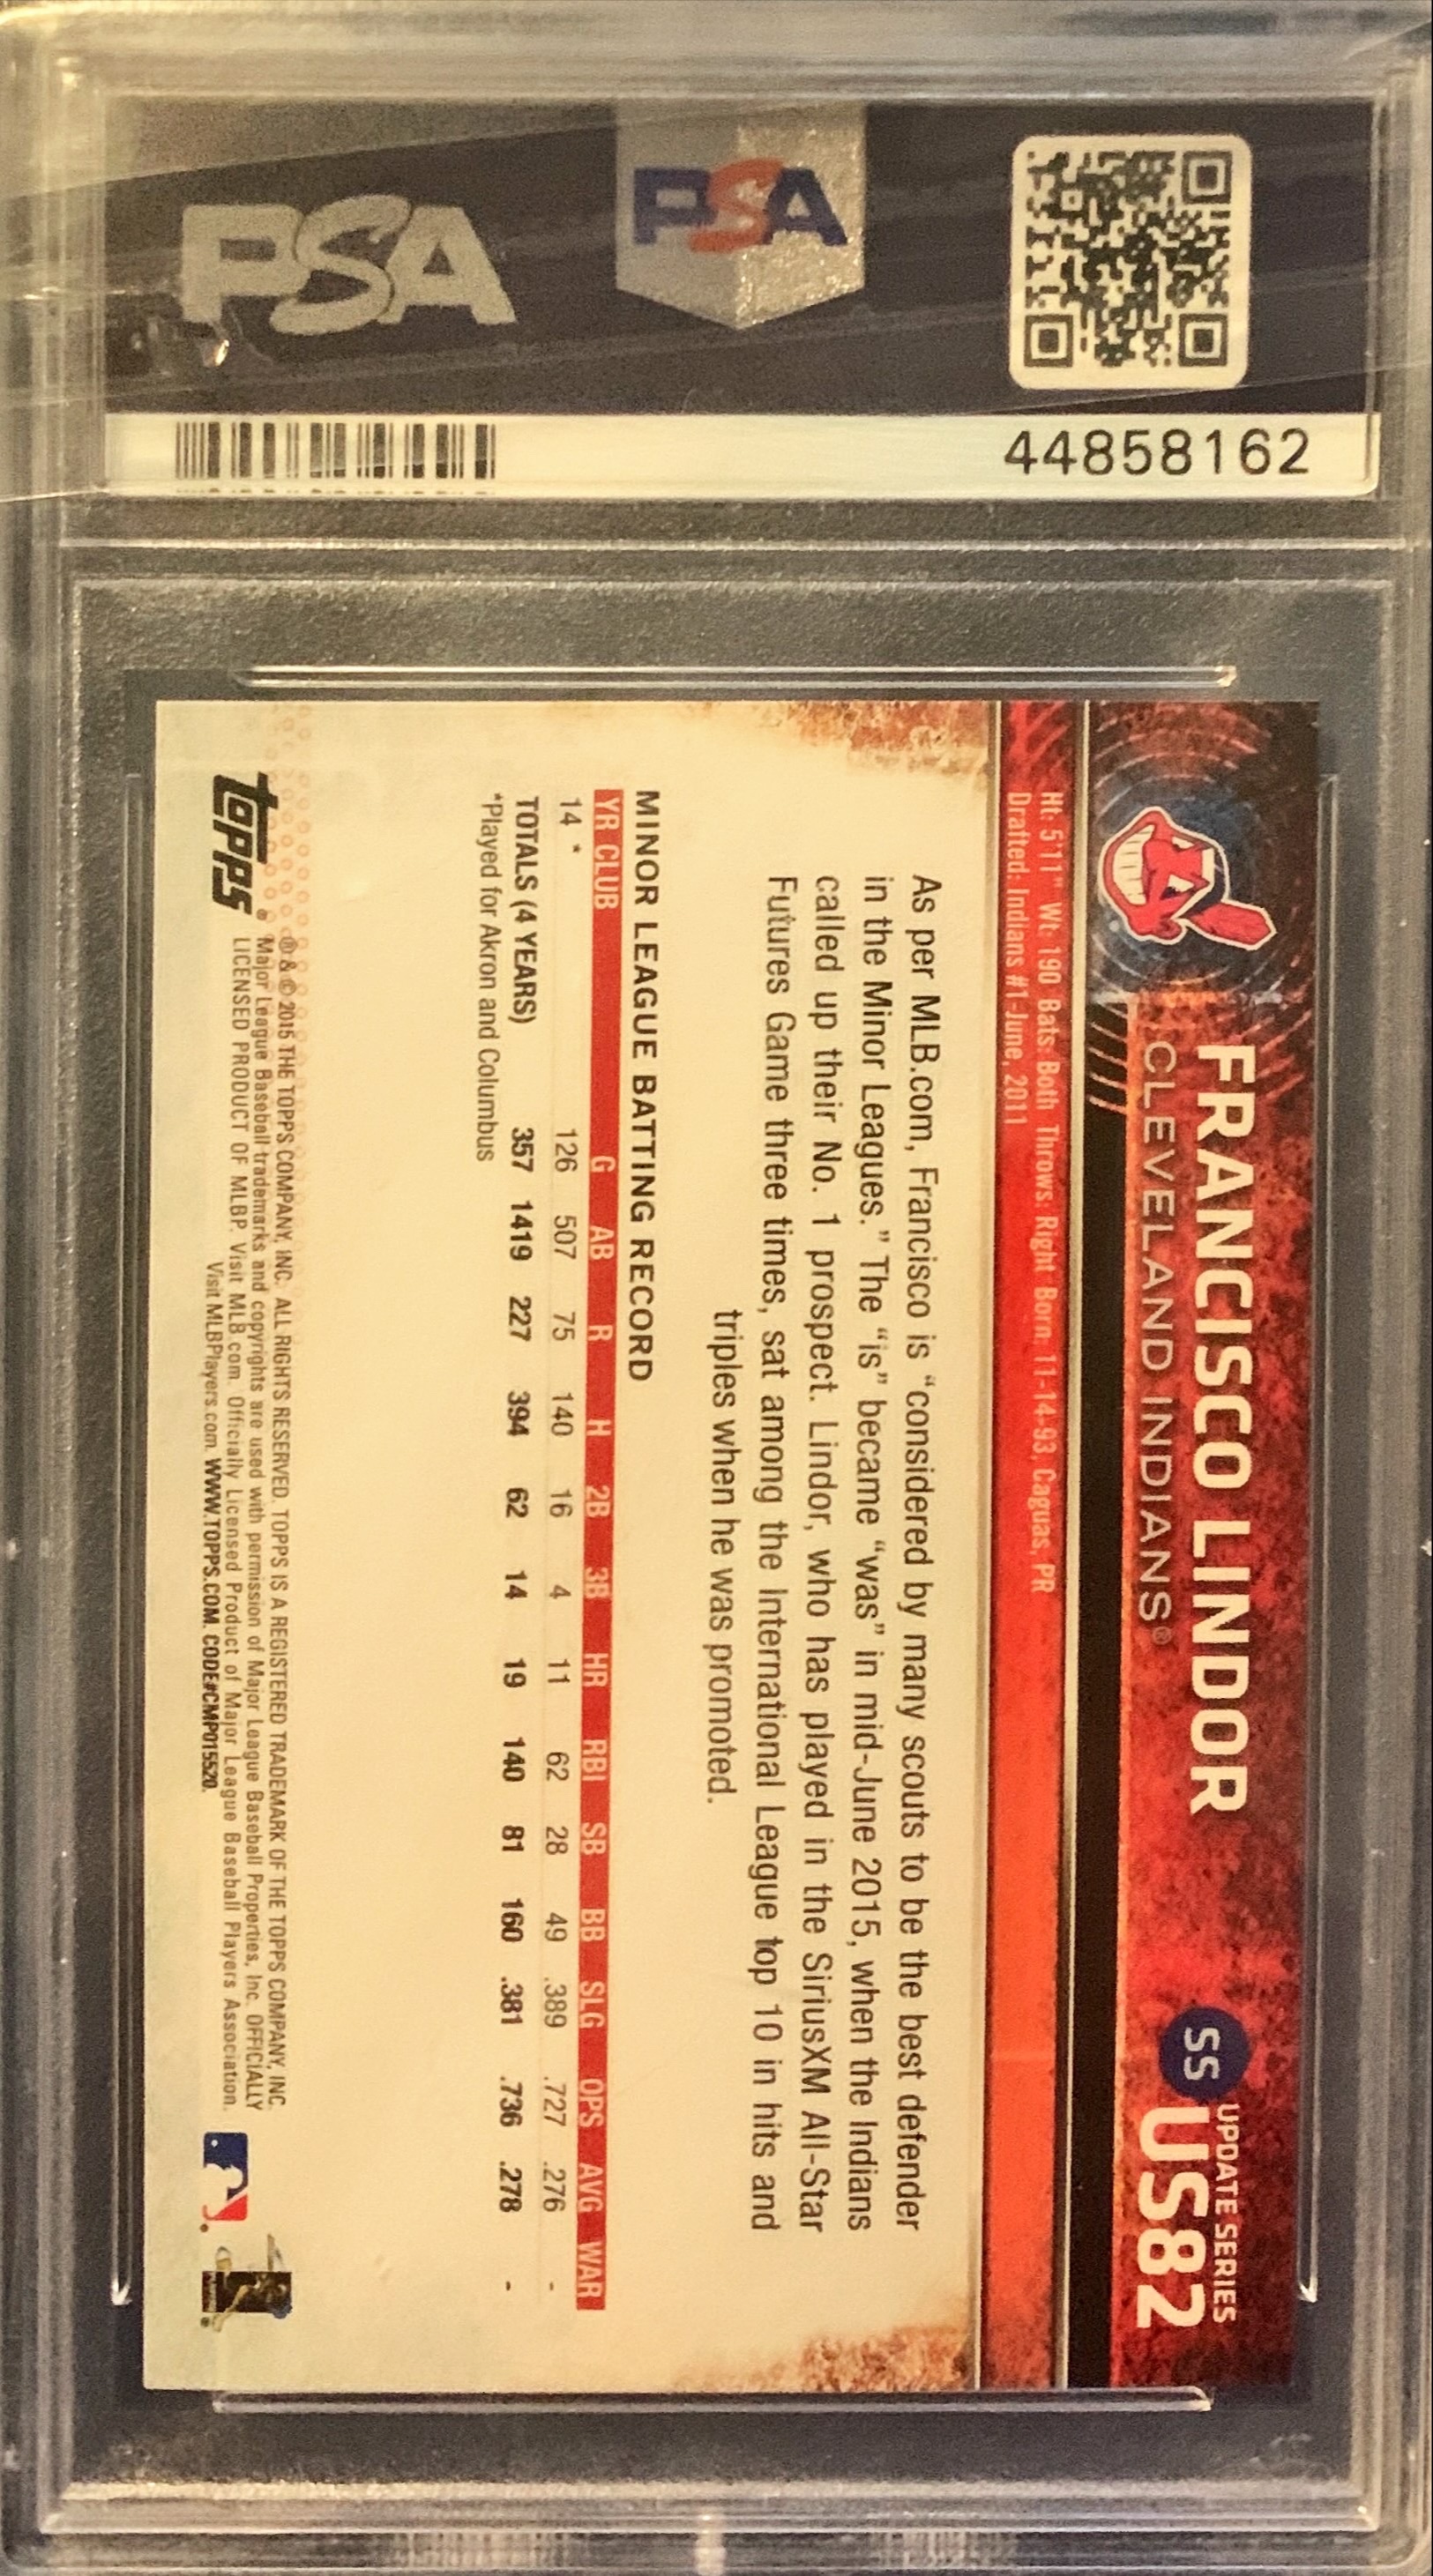 PSA
PSA
44858162
FRANCISCO LINDOR
CLEVELAND INDIANS®
SS
UPDATE SERIES
US82
Ht: 5'11" Wt: 190 Bats: Both Throws: Right Born: 11-14-93, Caguas, PR
Drafted: Indians #1-June, 2011
As per MLB.com, Francisco is “considered by many scouts to be the best defender
in the Minor Leagues.” The “is” became “was” in mid-June 2015, when the Indians
called up their No. 1 prospect. Lindor, who has played in the SiriusXM All-Star
Futures Game three times, sat among the International League top 10 in hits and
triples when he was promoted.
MINOR LEAGUE BATTING RECORD
YR CLUB G AB R H 2B 3B HR RBI SB BB SLG OPS AVG WAR
14 * 126 507 75 140 16 4 11 62 28 49 .389 .727 .276 -
TOTALS (4 YEARS) 357 1419 227 394 62 14 19 140 81 160 .381 .736 .278 -
*Played for Akron and Columbus
topps®
® & © 2015 THE TOPPS COMPANY, INC. ALL RIGHTS RESERVED. TOPPS IS A REGISTERED TRADEMARK OF THE TOPPS COMPANY, INC.
Major League Baseball trademarks and copyrights are used with permission of Major League Baseball Properties, Inc. OFFICIALLY
LICENSED PRODUCT OF MLBP. Visit MLB.com. Officially Licensed Product of Major League Baseball Players Association.
Visit MLBPlayers.com. WWW.TOPPS.COM. CODE#CMP015520.